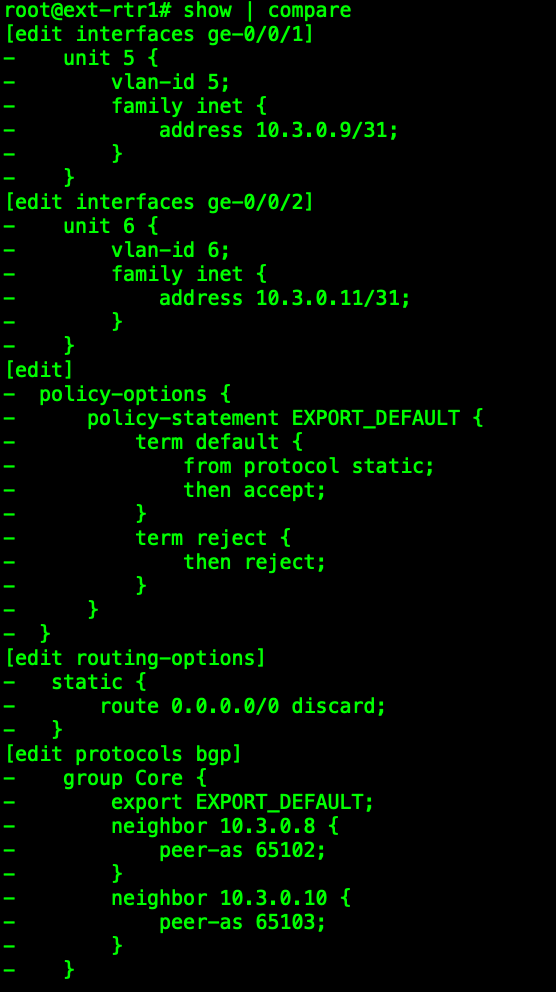 root@ext-rtr1# show | compare
[edit interfaces ge-0/0/1]
-    unit 5 {
-        vlan-id 5;
-        family inet {
-            address 10.3.0.9/31;
-        }
-    }
[edit interfaces ge-0/0/2]
-    unit 6 {
-        vlan-id 6;
-        family inet {
-            address 10.3.0.11/31;
-        }
-    }
[edit]
-  policy-options {
-      policy-statement EXPORT_DEFAULT {
-          term default {
-              from protocol static;
-              then accept;
-          }
-          term reject {
-              then reject;
-          }
-      }
-  }
[edit routing-options]
-   static {
-       route 0.0.0.0/0 discard;
-   }
[edit protocols bgp]
-    group Core {
-        export EXPORT_DEFAULT;
-        neighbor 10.3.0.8 {
-            peer-as 65102;
-        }
-        neighbor 10.3.0.10 {
-            peer-as 65103;
-        }
-    }